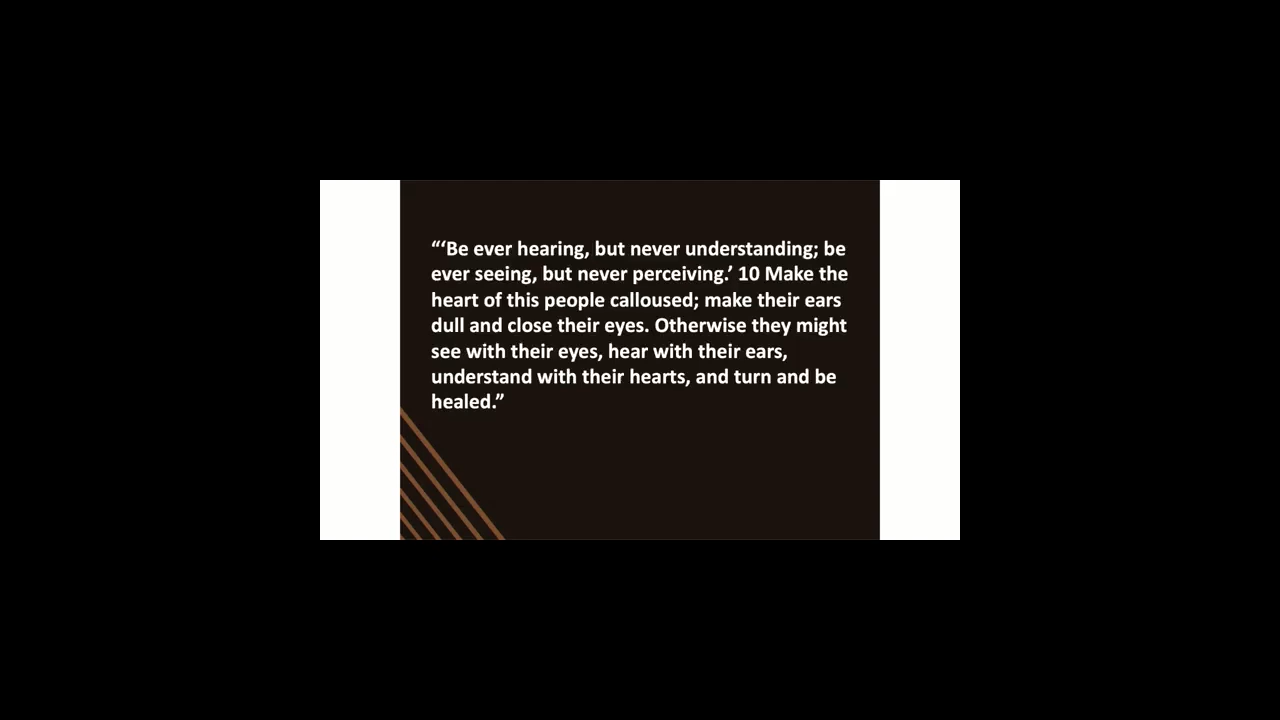 “‘Be ever hearing, but never understanding; be
ever seeing, but never perceiving.’ 10 Make the
heart of this people calloused; make their ears
dull and close their eyes. Otherwise they might
see with their eyes, hear with their ears,
understand with their hearts, and turn and be
healed.”